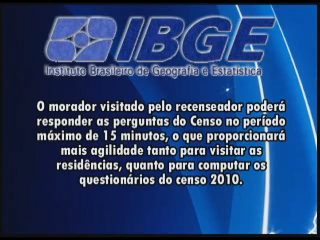 IBGE
Instituto Brasileiro de Geografia e Estatística
O morador visitado pelo recenseador poderá
responder as perguntas do Censo no período
máximo de 15 minutos, o que proporcionará
mais agilidade tanto para visitar as
residências, quanto para computar os
questionários do censo 2010.